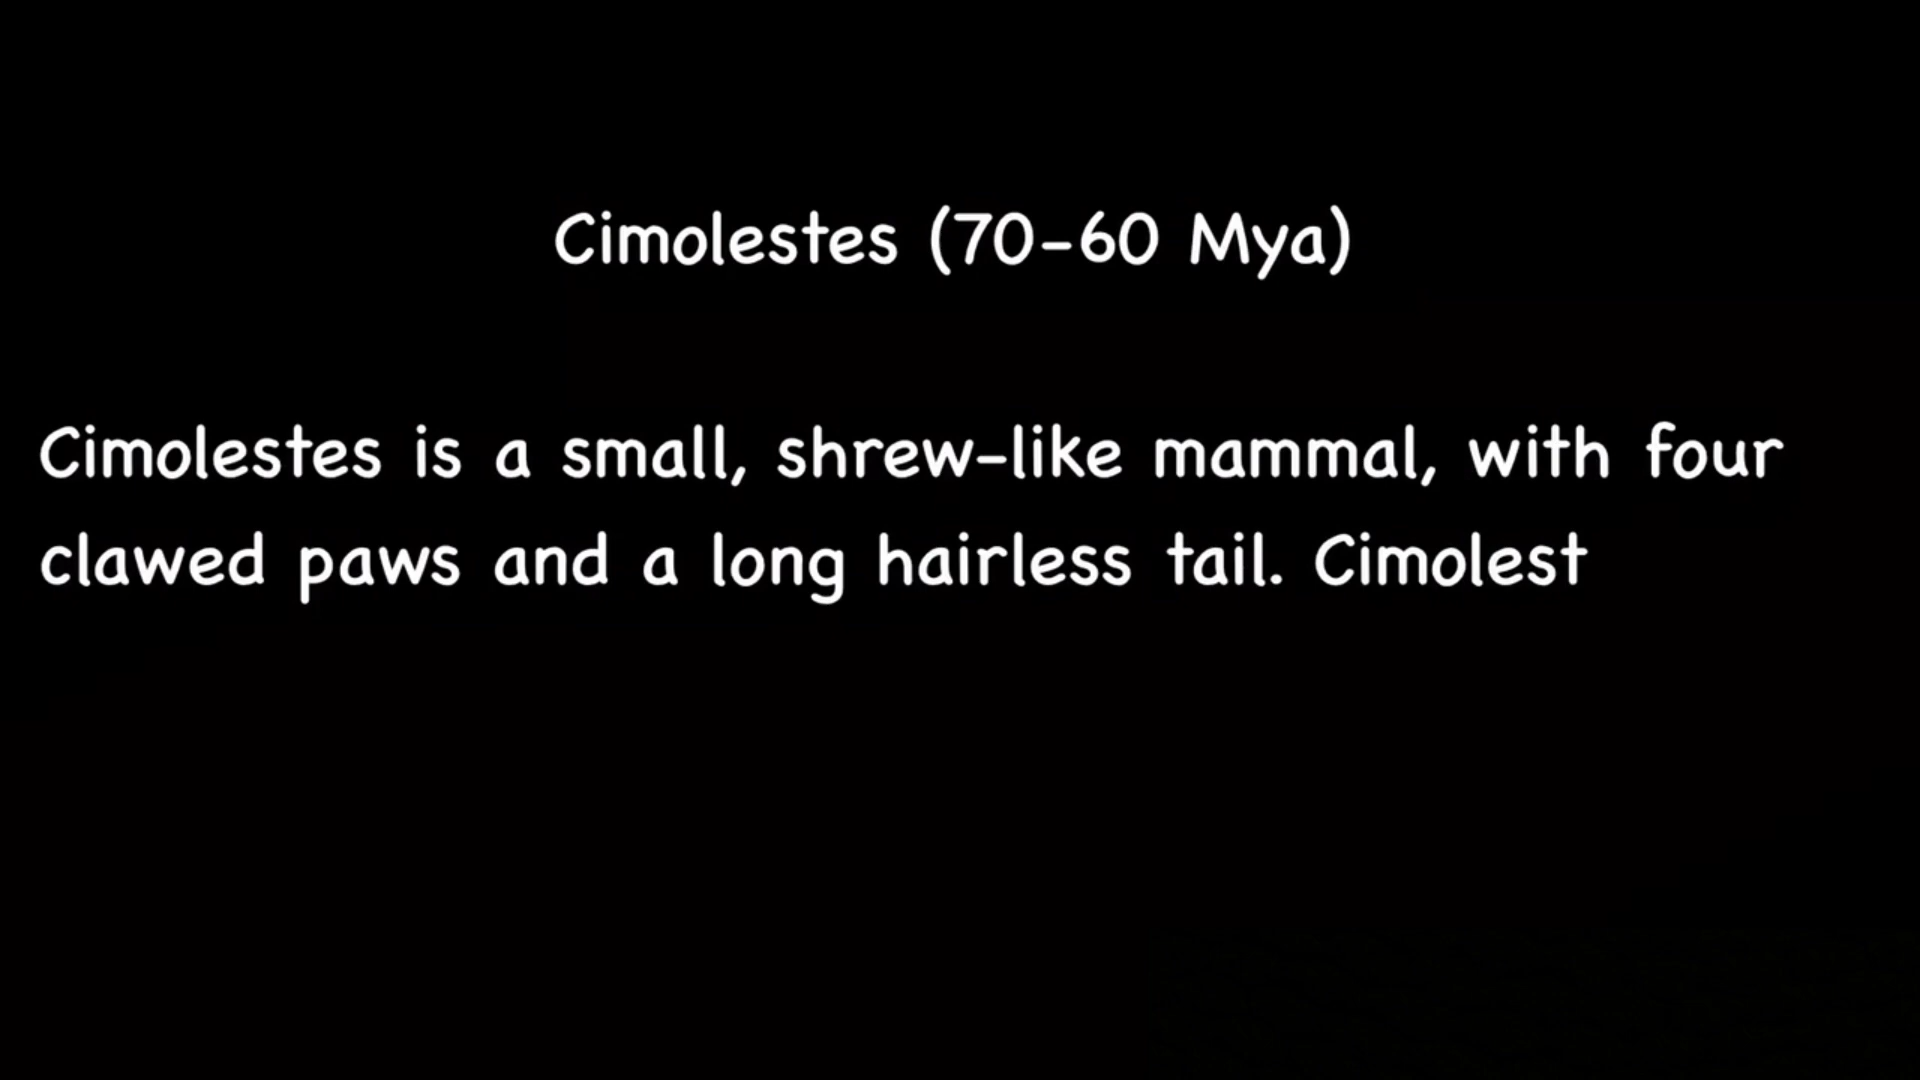 Cimolestes (70-60 Mya)
Cimolestes is a small, shrew-like mammal, with four
clawed paws and a long hairless tail. Cimolest